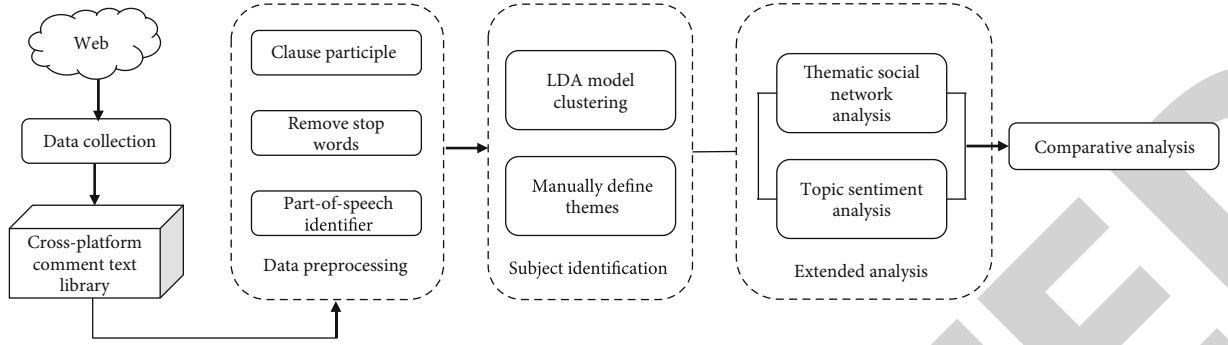 Web
Data collection
Cross-platform
comment text
library
Clause participle
Remove stop
words
Part-of-speech
identifier
Data preprocessing
LDA model
clustering
Manually define
themes
Subject identification
Thematic social
network
analysis
Topic sentiment
analysis
Extended analysis
Comparative analysis